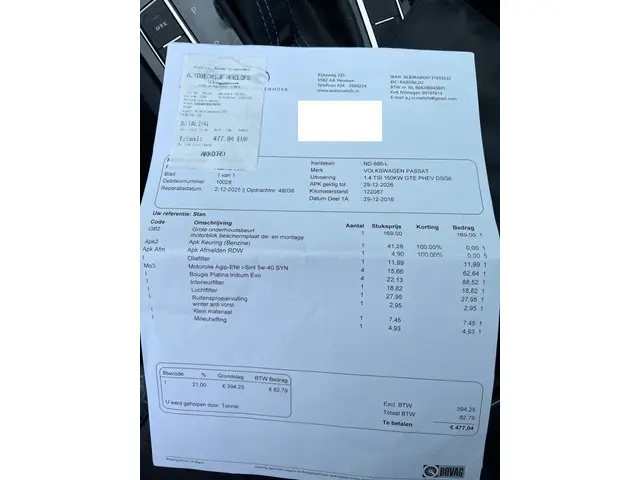 GTE
AUTOBEDRIJF ROELOFS
BETALING
Totaal: 477,04 EUR
AKKOORD
Rijksweg 225
6582 AA Heumen
Telefoon 024 - 3584224
BIC: RABONL2U
Kenteken ND-886-L
Merk VOLKSWAGEN PASSAT
Blad 1 van 1 Uitvoering 1.4 TSI 160KW GTE PHEV DSG6
Debiteurnummer 10028 APK geldig tot 29-12-2026
Reparatiedatum 2-12-2025 | Opdrachtnr. 48036 Kilometerstand 122087
Datum Deel 1A 29-12-2016
Uw referentie: Stan
Code Omschrijving Aantal Stuksprijs Korting Bedrag
GB2 Grote onderhoudsbeurt 1 169,00 169,00 1
motorblok beschermplaat de- en montage
Apk2 Apk Keuring (Benzine) 1 41,26 100.00% 0,00 1
Apk Afm Apk Afmelden RDW 1 4,90 100.00% 0,00 5
1 Oliefilter 1 11,99 11,99 1
Mo3 Motorolie Agip-ENI i-Sint 5w-40 SYN 4 15,66 62,64 1
1 Bougie Platina Iridium Evo 4 22,13 88,52 1
1 Interieurfilter 1 18,82 18,82 1
1 Luchtfilter 1 27,95 27,95 1
1 Ruitensproeiervulling 1 2,95 2,95 1
winter anti vorst
1 Klein materiaal 1 7,45 7,45 1
1 Milieuheffing 1 4,93 4,93 1
Btwcode % Grondslag BTW Bedrag
1 21,00 € 394,25 € 82,79
U werd geholpen door: Tonnie
Excl. BTW 394,25
Totaal BTW 82,79
Te betalen € 477,04
BOVAG